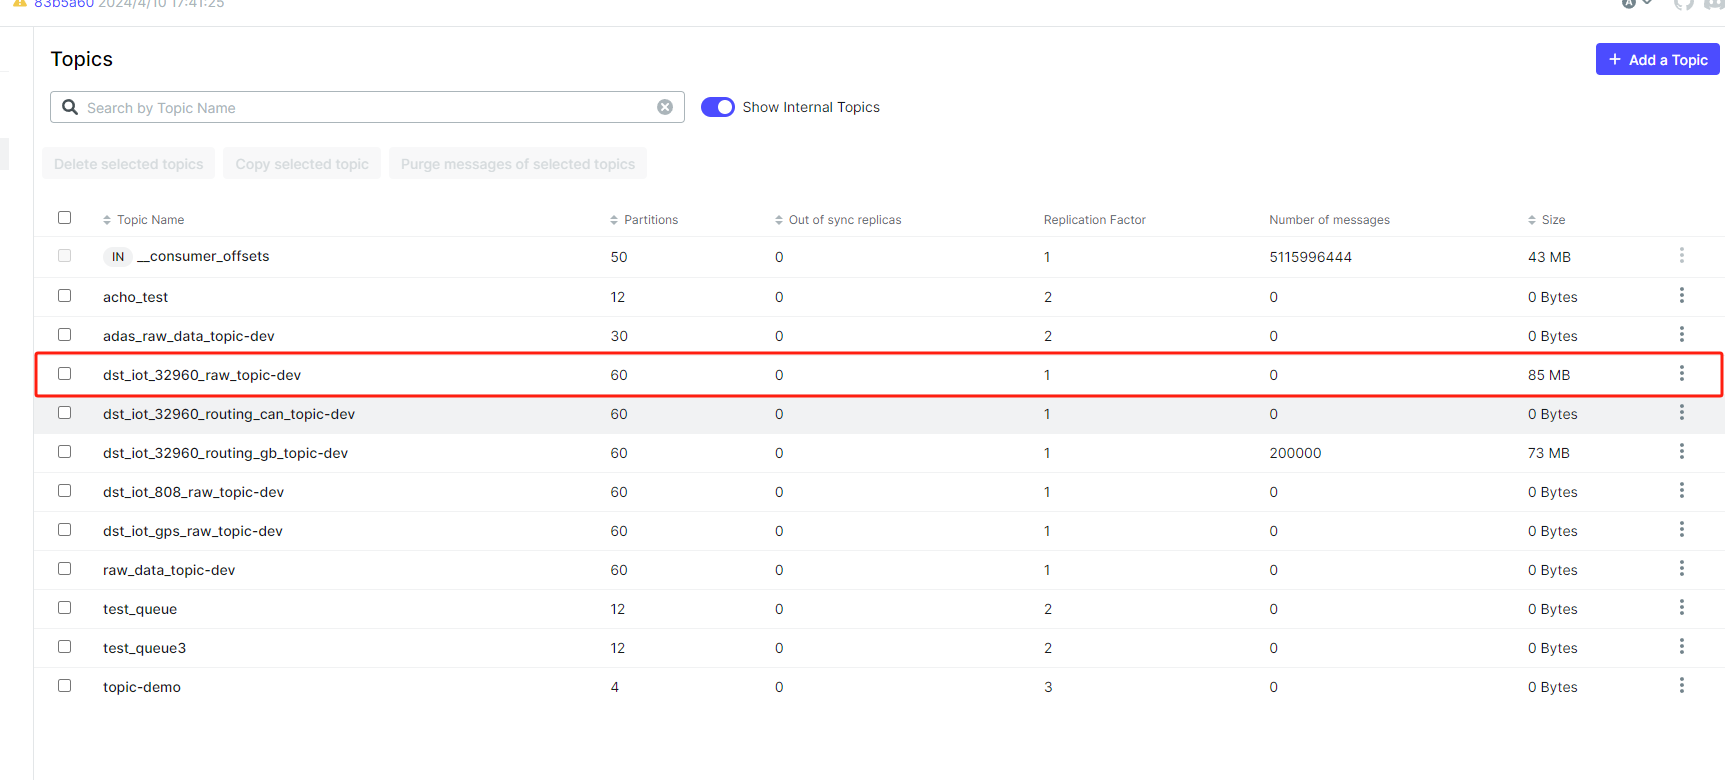 83b5a60 2024/4/10 17:41:25
Topics
Add a Topic
Search by Topic Name
Show Internal Topics
Delete selected topics Copy selected topic Purge messages of selected topics
Topic Name Partitions Out of sync replicas Replication Factor Number of messages Size
IN __consumer_offsets 50 0 1 5115996444 43 MB
acho_test 12 0 2 0 0 Bytes
adas_raw_data_topic-dev 30 0 2 0 0 Bytes
dst_iot_32960_raw_topic-dev 60 0 1 0 85 MB
dst_iot_32960_routing_can_topic-dev 60 0 1 0 0 Bytes
dst_iot_32960_routing_gb_topic-dev 60 0 1 200000 73 MB
dst_iot_808_raw_topic-dev 60 0 1 0 0 Bytes
dst_iot_gps_raw_topic-dev 60 0 1 0 0 Bytes
raw_data_topic-dev 60 0 1 0 0 Bytes
test_queue 12 0 2 0 0 Bytes
test_queue3 12 0 2 0 0 Bytes
topic-demo 4 0 3 0 0 Bytes